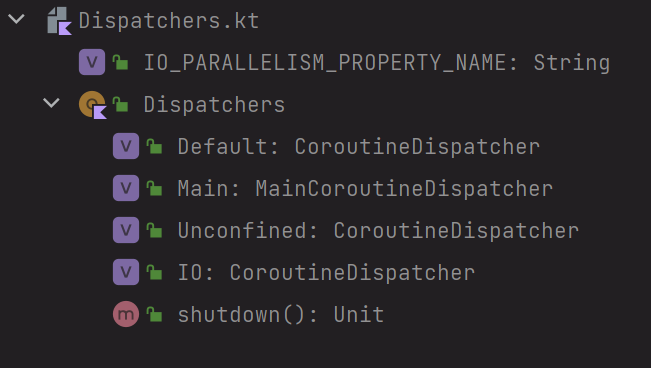 Dispatchers.kt
V IO_PARALLELISM_PROPERTY_NAME: String
Dispatchers
V Default: CoroutineDispatcher
V Main: MainCoroutineDispatcher
V Unconfined: CoroutineDispatcher
V IO: CoroutineDispatcher
m shutdown(): Unit